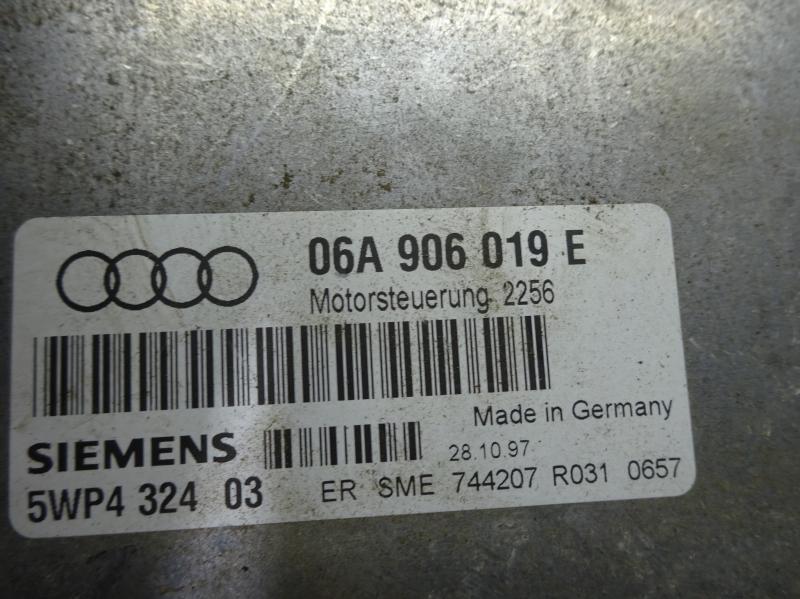 06A 906 019 E
Motorsteuerung 2256
Made in Germany
SIEMENS 28.10.97
5WP4 324 03 ER SME 744207 R031 0657